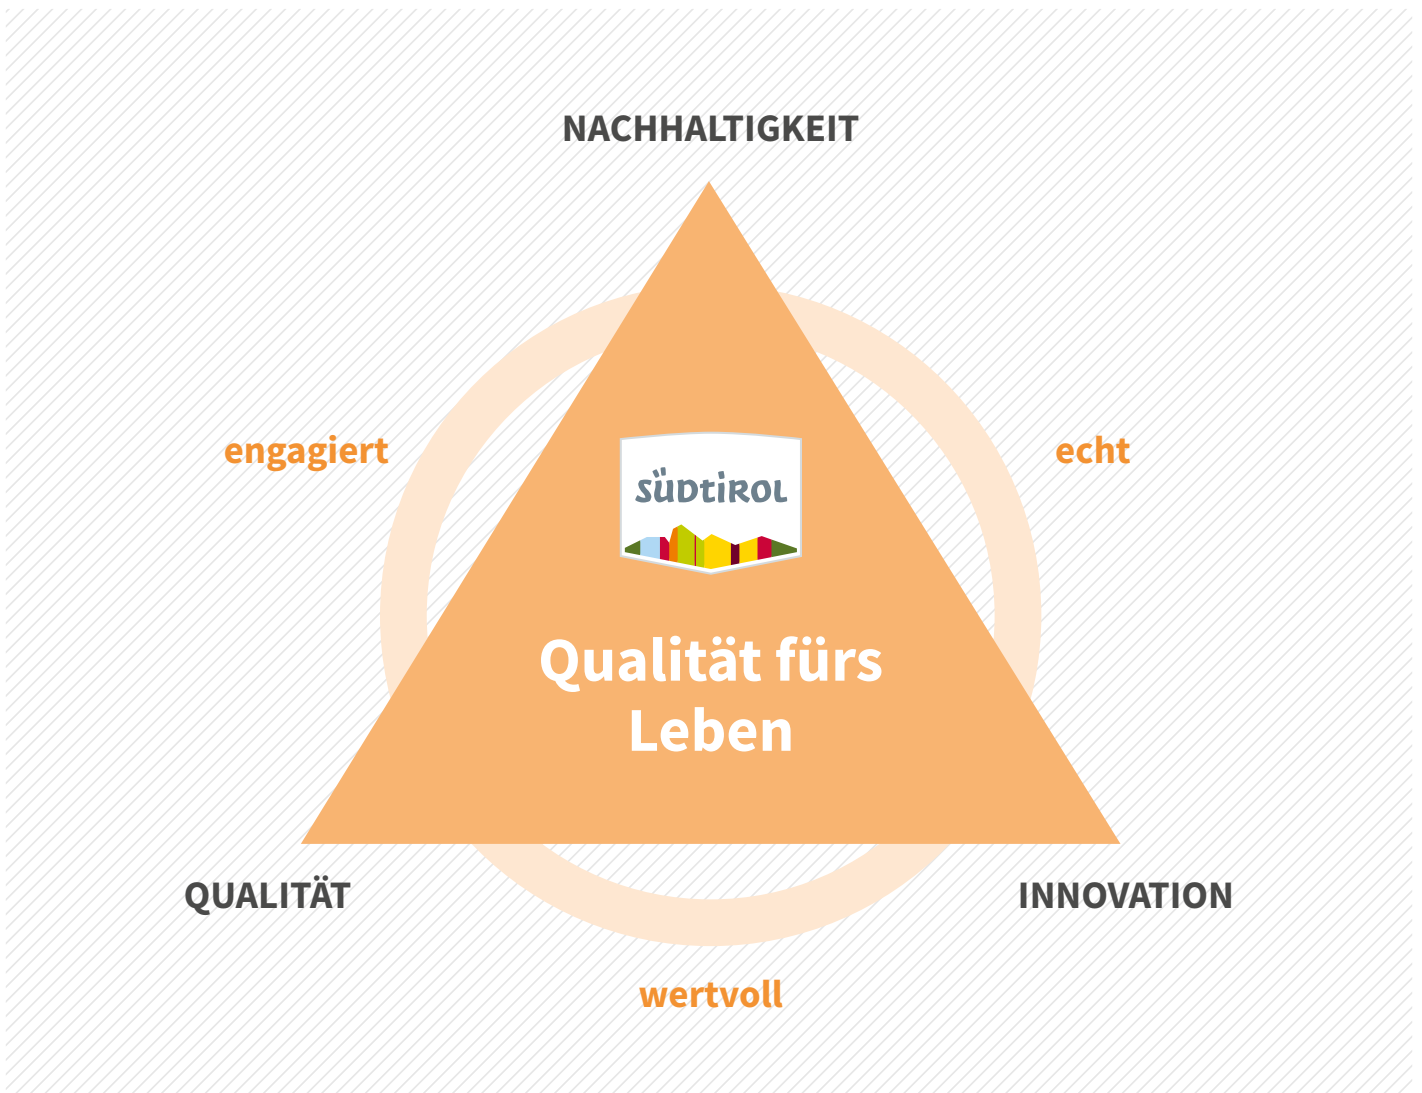 NACHHALTIGKEIT
engagiert
echt
SÜDTiROL
Qualität fürs
Leben
QUALITÄT
INNOVATION
wertvoll